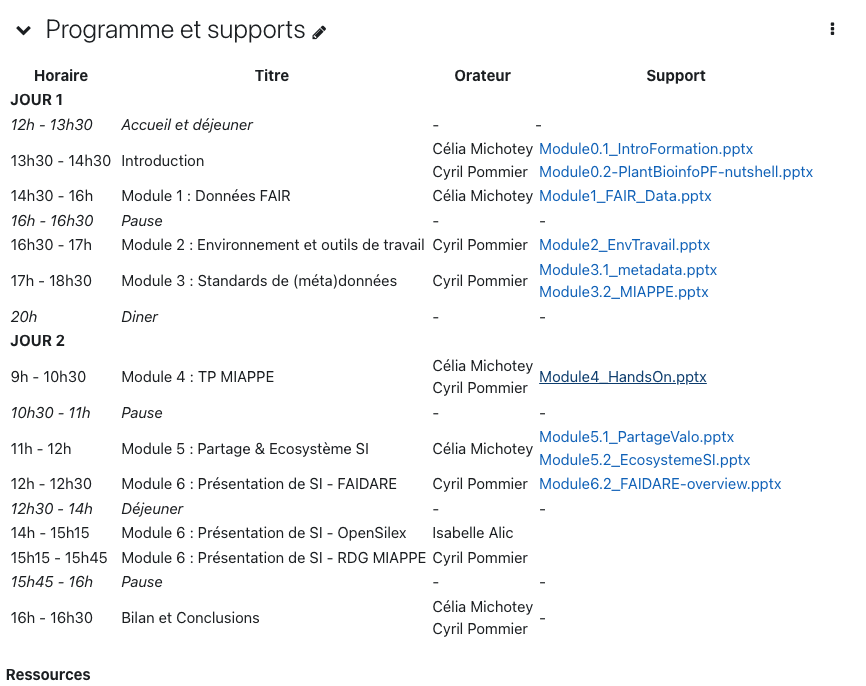 Programme et supports
Horaire Titre Orateur Support
JOUR 1
12h - 13h30 Accueil et déjeuner - -
13h30 - 14h30 Introduction Célia Michotey Module0.1_IntroFormation.pptx
Cyril Pommier Module0.2-PlantBioinfoPF-nutshell.pptx
14h30 - 16h Module 1 : Données FAIR Célia Michotey Module1_FAIR_Data.pptx
16h - 16h30 Pause - -
16h30 - 17h Module 2 : Environnement et outils de travail Cyril Pommier Module2_EnvTravail.pptx
17h - 18h30 Module 3 : Standards de (méta)données Cyril Pommier Module3.1_metadata.pptx
Module3.2_MIAPPE.pptx
20h Diner - -
JOUR 2
9h - 10h30 Module 4 : TP MIAPPE Célia Michotey Module4_HandsOn.pptx
Cyril Pommier
10h30 - 11h Pause - -
11h - 12h Module 5 : Partage & Ecosystème SI Célia Michotey Module5.1_PartageValo.pptx
Module5.2_EcosystemeSI.pptx
12h - 12h30 Module 6 : Présentation de SI - FAIDARE Cyril Pommier Module6.2_FAIDARE-overview.pptx
12h30 - 14h Déjeuner - -
14h - 15h15 Module 6 : Présentation de SI - OpenSilex Isabelle Alic
15h15 - 15h45 Module 6 : Présentation de SI - RDG MIAPPE Cyril Pommier
15h45 - 16h Pause - -
16h - 16h30 Bilan et Conclusions Célia Michotey -
Cyril Pommier
Ressources